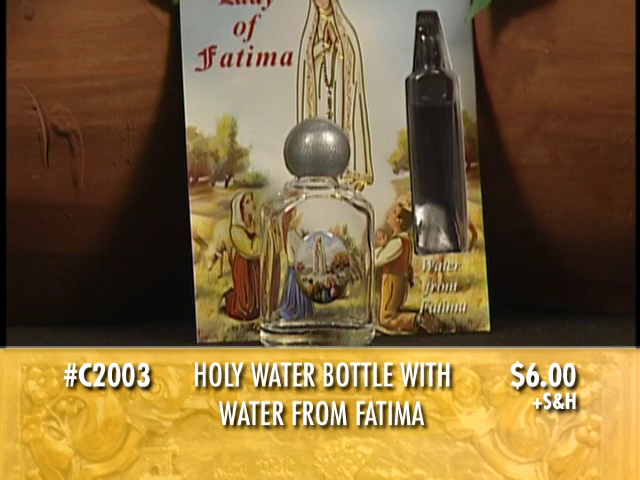 Lady
of
Fatima
Water
from
Fatima
#C2003 HOLY WATER BOTTLE WITH $6.00
WATER FROM FATIMA +S&H